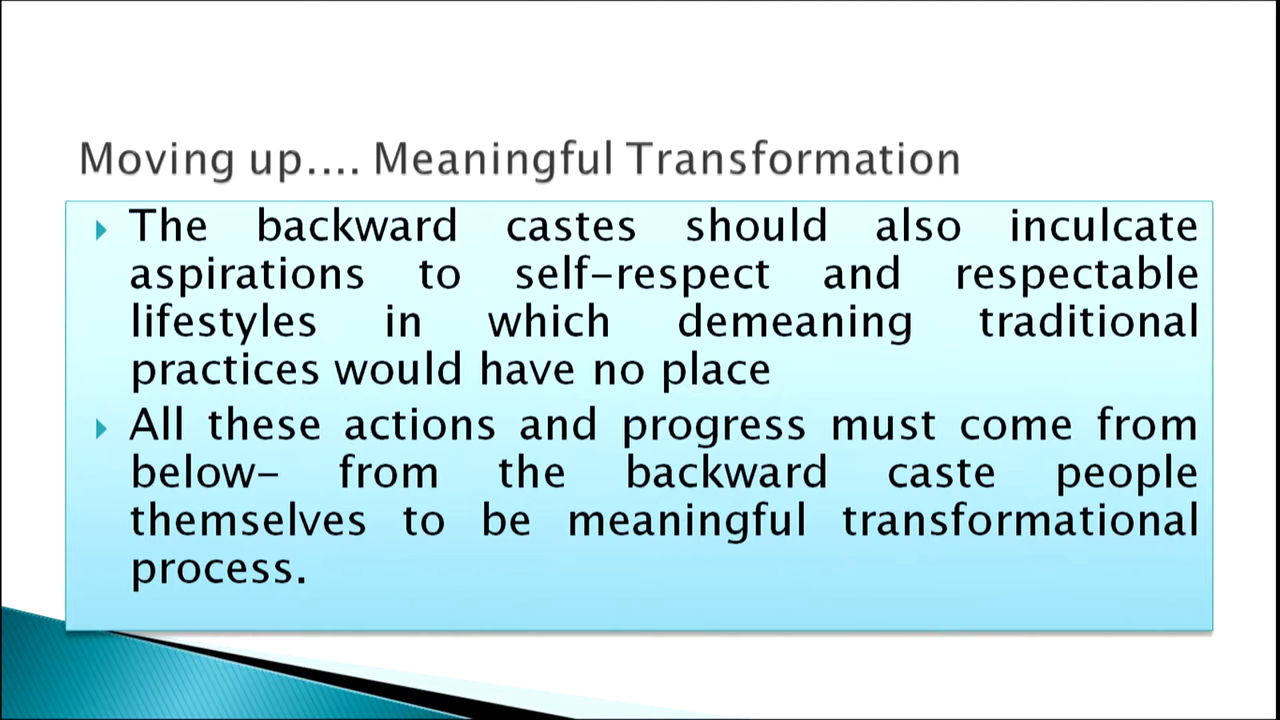 Moving up.... Meaningful Transformation
The backward castes should also inculcate
aspirations to self-respect and respectable
lifestyles in which demeaning traditional
practices would have no place
All these actions and progress must come from
below- from the backward caste people
themselves to be meaningful transformational
process.